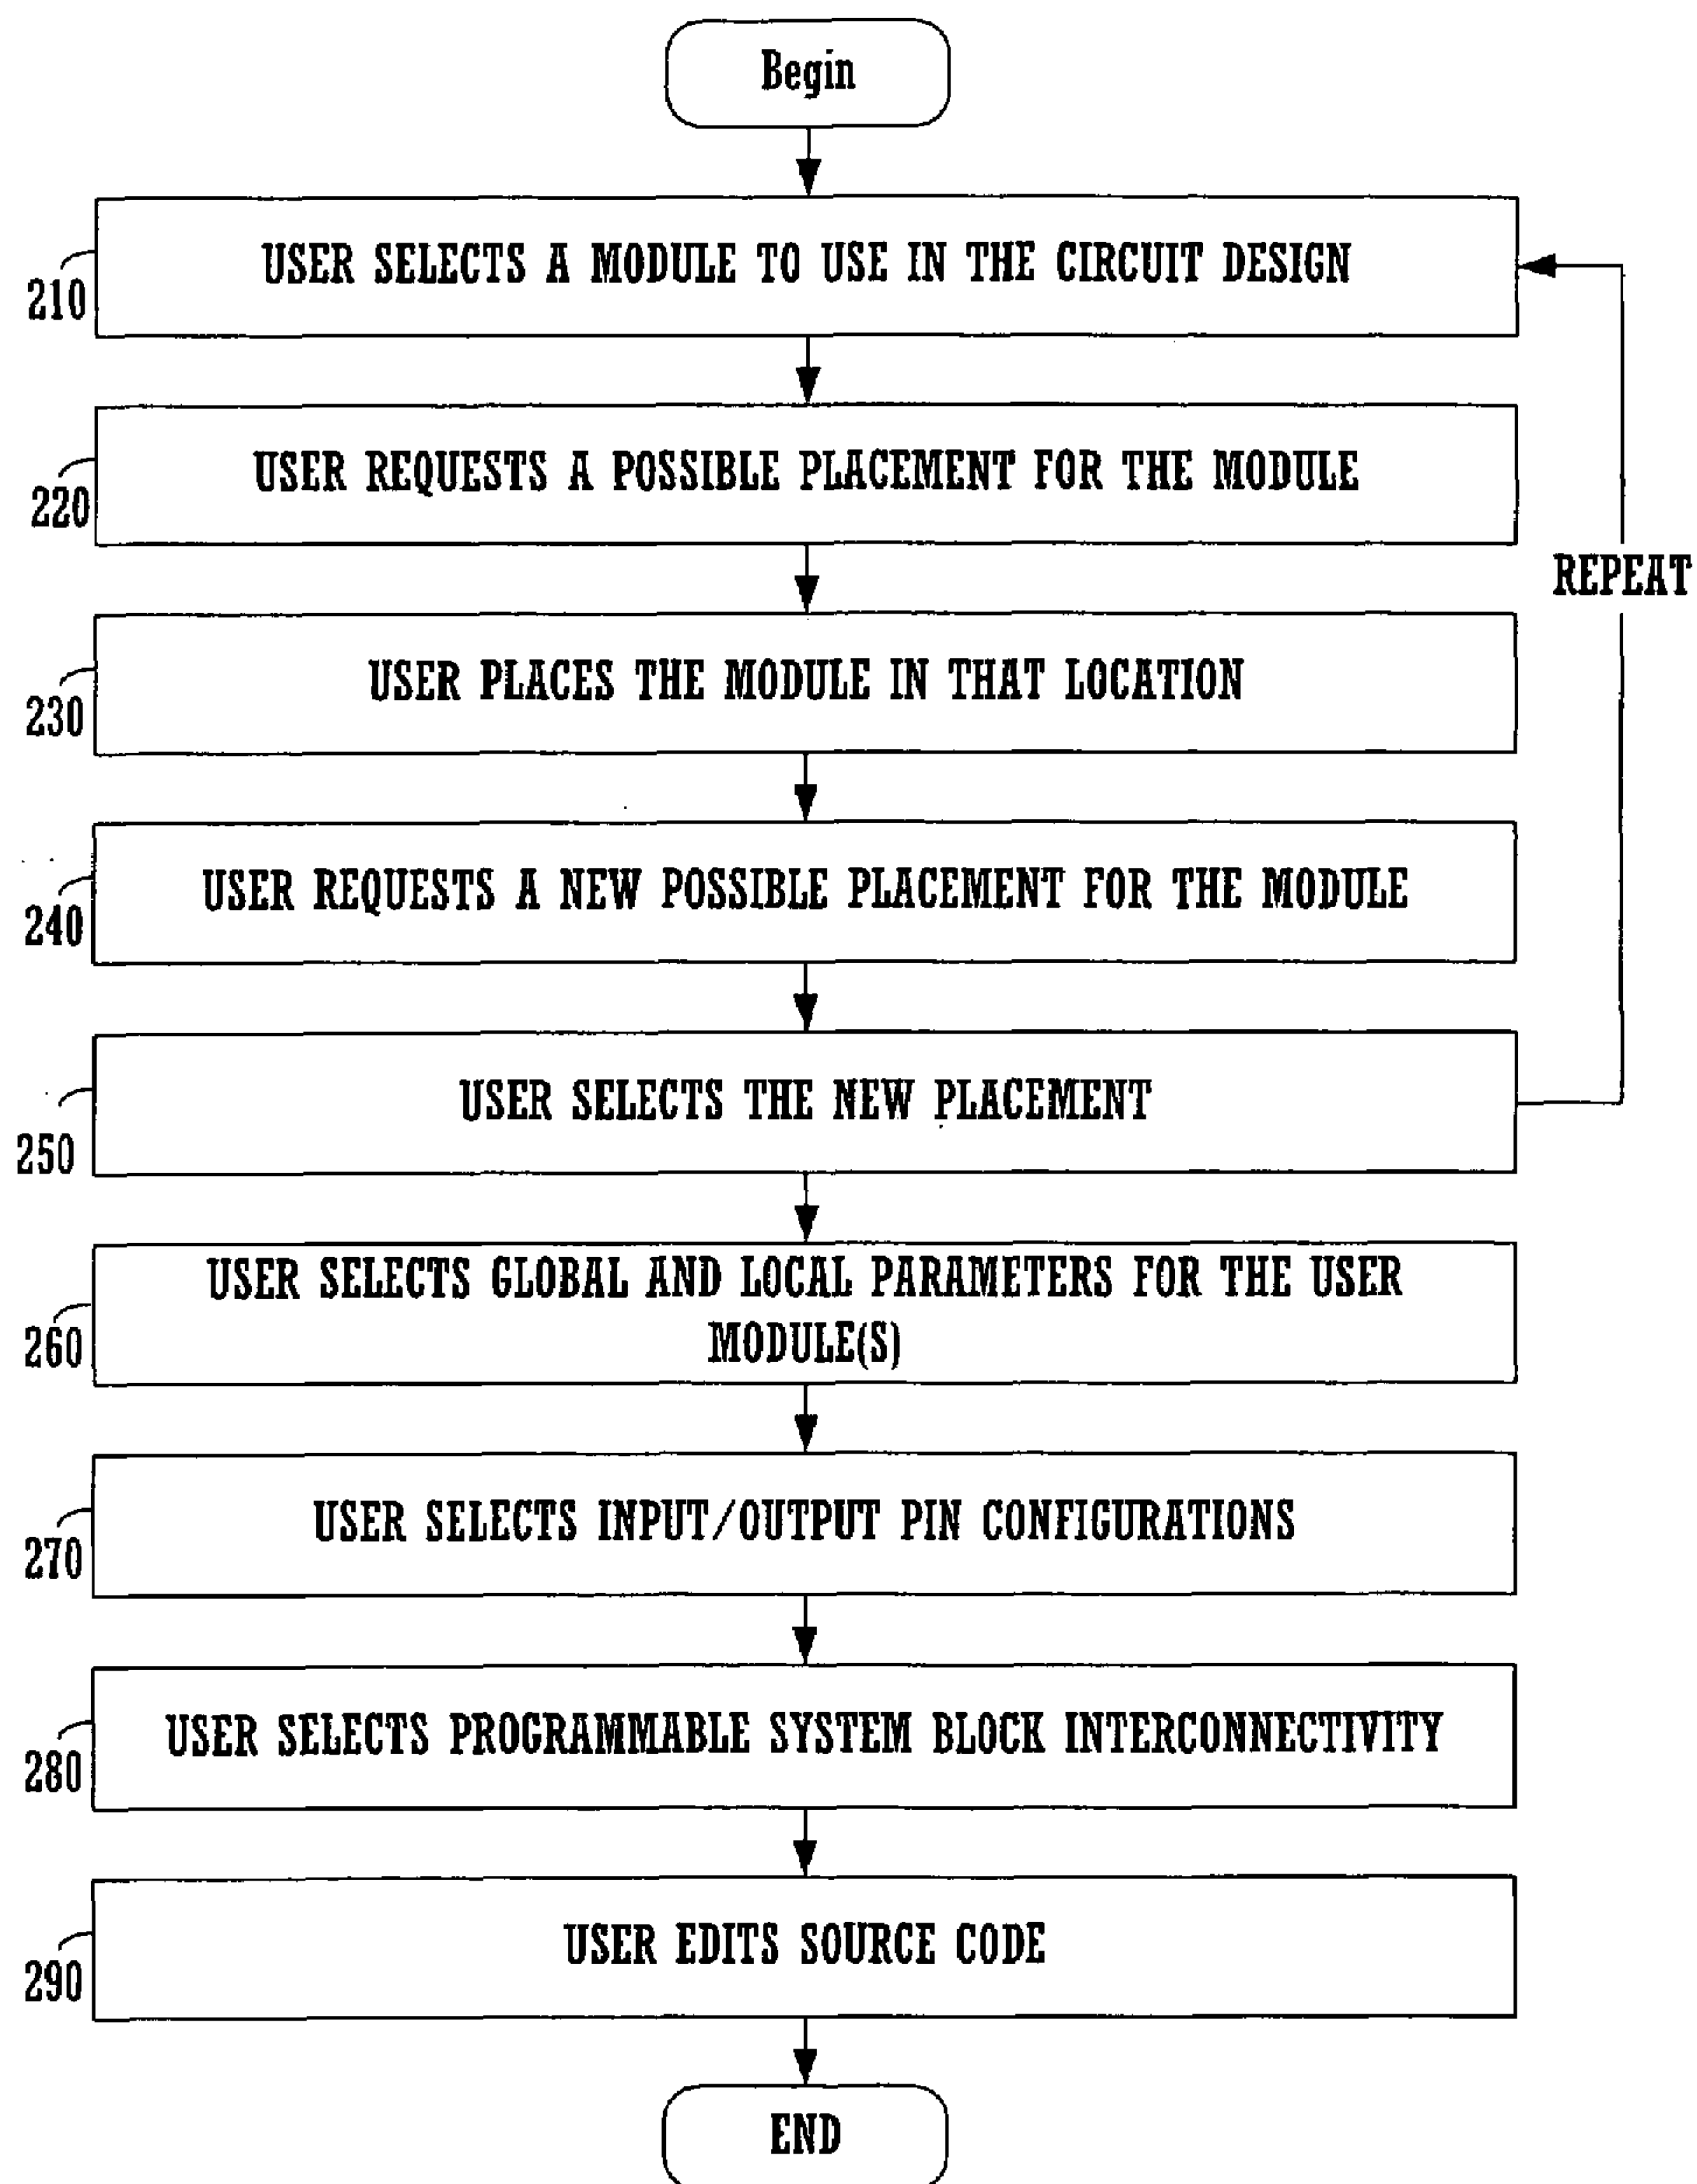 Begin
USER SELECTS A MODULE TO USE IN THE CIRCUIT DESIGN
210
USER REQUESTS A POSSIBLE PLACEMENT FOR THE MODULE
220
REPEAT
USER PLACES THE MODULE IN THAT LOCATION
230
USER REQUESTS A NEW POSSIBLE PLACEMENT FOR THE MODULE
240
USER SELECTS THE NEW PLACEMENT
250
USER SELECTS GLOBAL AND LOCAL PARAMETERS FOR THE USER
MODULE(S)
260
USER SELECTS INPUT/OUTPUT PIN CONFIGURATIONS
270
USER SELECTS PROGRAMMABLE SYSTEM BLOCK INTERCONNECTIVITY
280
USER EDITS SOURCE CODE
290
END